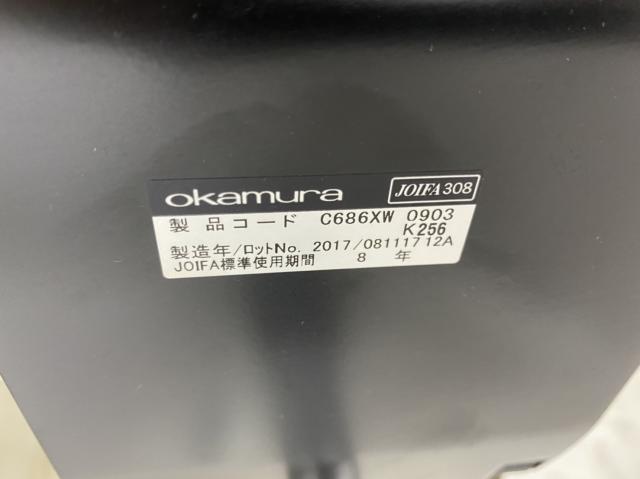 okamura JOIFA308
製品コード C686XW 0903
K256
製造年/ロットNo. 2017/08111712A
JOIFA標準使用期間 8 年